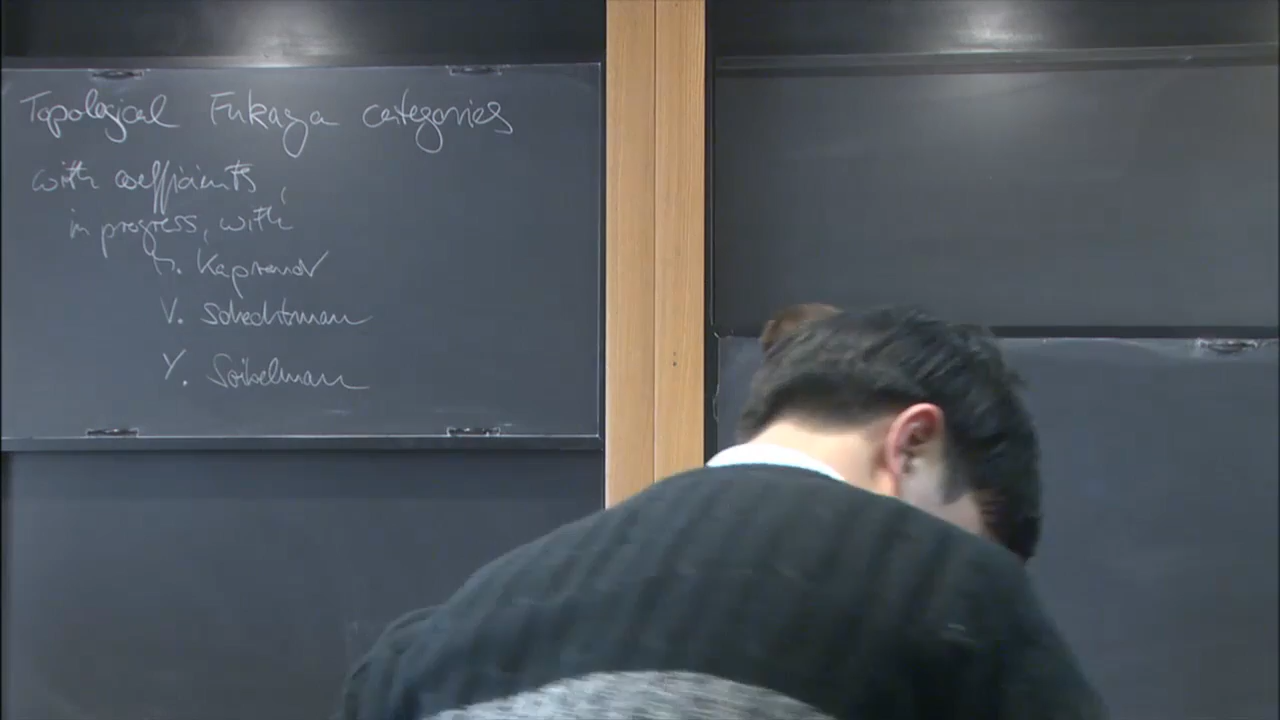 Topological Fukaya categories
with coefficients,
in progress, with
M. Kapranov
V. Schechtman
Y. Soibelman